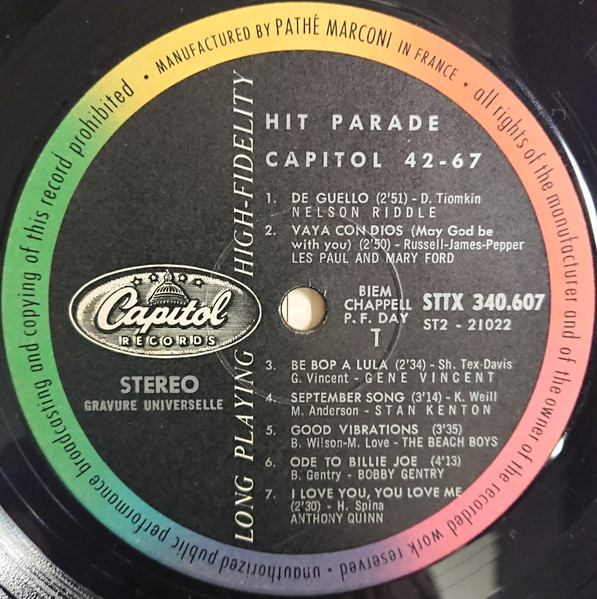 • MANUFACTURED BY PATHÉ MARCONI IN FRANCE • all rights of the manufacturer and of the owner of the recorded work reserved • unauthorized public performance broadcasting and copying of this record prohibited
LONG PLAYING HIGH-FIDELITY
HIT PARADE
CAPITOL 42-67
1. DE GUELLO (2'51) - D. Tiomkin
NELSON RIDDLE
2. VAYA CON DIOS (May God be
with you) (2'50) - Russell-James-Pepper
LES PAUL AND MARY FORD
Capitol
RECORDS
STEREO
GRAVURE UNIVERSELLE
BIEM
CHAPPELL
P. F. DAY
T
STTX 340.607
ST2 - 21022
3. BE BOP A LULA (2'34) - Sh. Tex-Davis
G. Vincent - GENE VINCENT
4. SEPTEMBER SONG (3'14) - K. Weill
M. Anderson - STAN KENTON
5. GOOD VIBRATIONS (3'35)
B. Wilson-M. Love - THE BEACH BOYS
6. ODE TO BILLIE JOE (4'13)
B. Gentry - BOBBY GENTRY
7. I LOVE YOU, YOU LOVE ME
(2'30) - H. Spina
ANTHONY QUINN